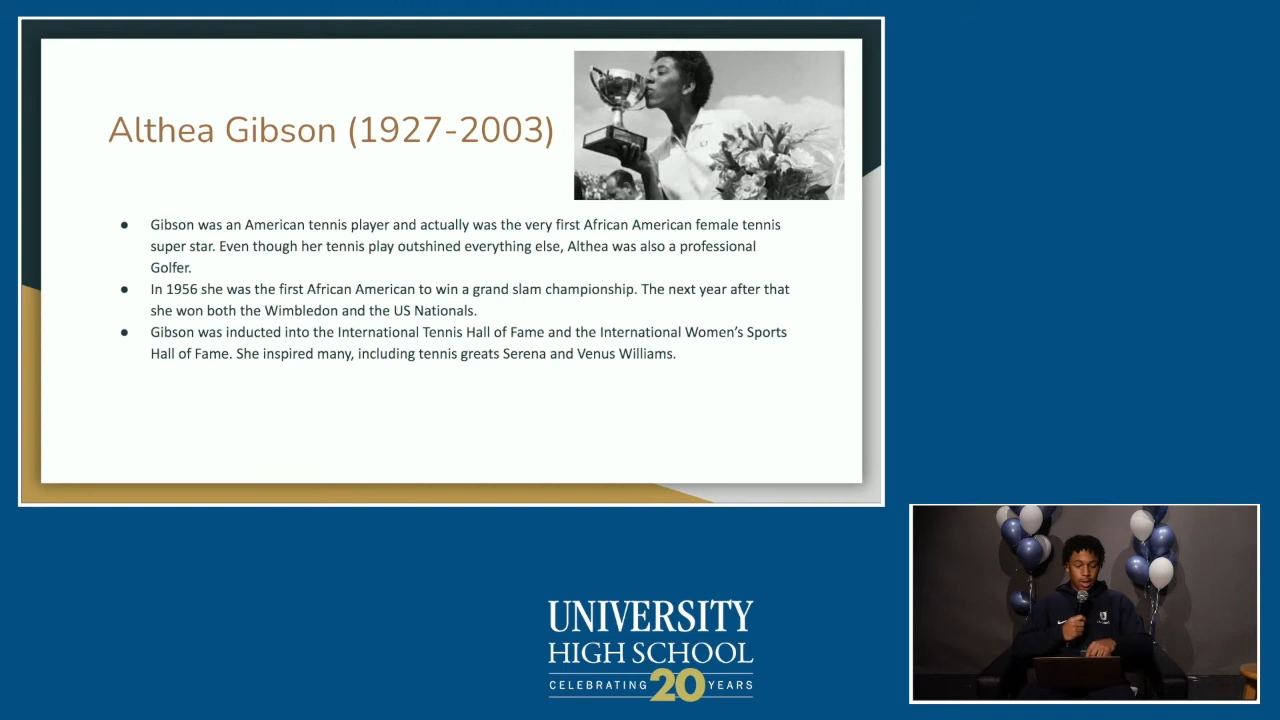 Althea Gibson (1927-2003)
● Gibson was an American tennis player and actually was the very first African American female tennis
super star. Even though her tennis play outshined everything else, Althea was also a professional
Golfer.
● In 1956 she was the first African American to win a grand slam championship. The next year after that
she won both the Wimbledon and the US Nationals.
● Gibson was inducted into the International Tennis Hall of Fame and the International Women’s Sports
Hall of Fame. She inspired many, including tennis greats Serena and Venus Williams.
UNIVERSITY
HIGH SCHOOL
CELEBRATING 20 YEARS